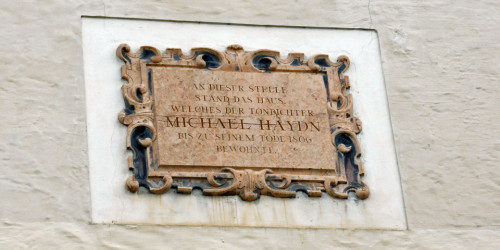 AN DIESER STELLE
STAND DAS HAUS,
WELCHES DER TONDICHTER
MICHAEL HAYDN
BIS ZU SEINEM TODE 1806
BEWOHNTE.